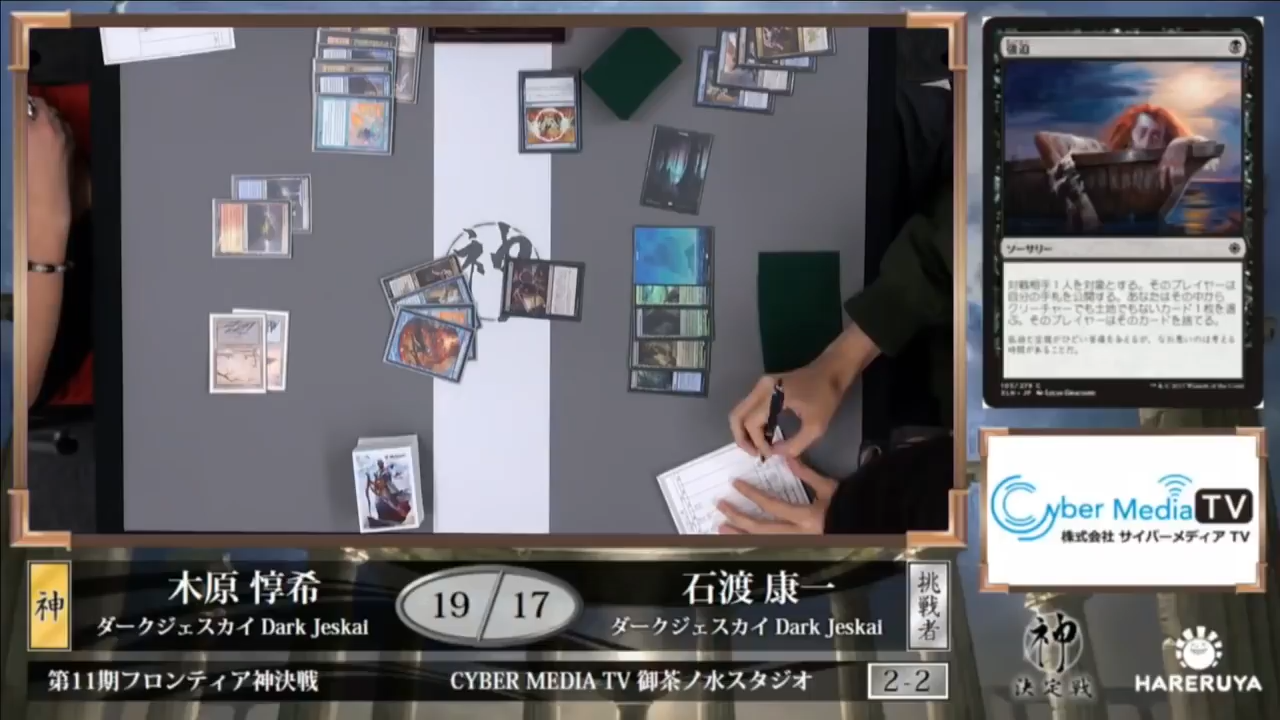 強迫
ソーサリー
対戦相手1人を対象とする。そのプレイヤーは
自分の手札を公開する。あなたはその中から
クリーチャーでも土地でもないカード1枚を選
ぶ。そのプレイヤーはそのカードを捨てる。
神
Cyber Media TV
株式会社 サイバーメディア TV
神
木原 惇希
ダークジェスカイ Dark Jeskai
19 / 17
石渡 康一
ダークジェスカイ Dark Jeskai
挑戦者
第11期フロンティア神決戦
CYBER MEDIA TV 御茶ノ水スタジオ
2-2
神
決定戦
HARERUYA